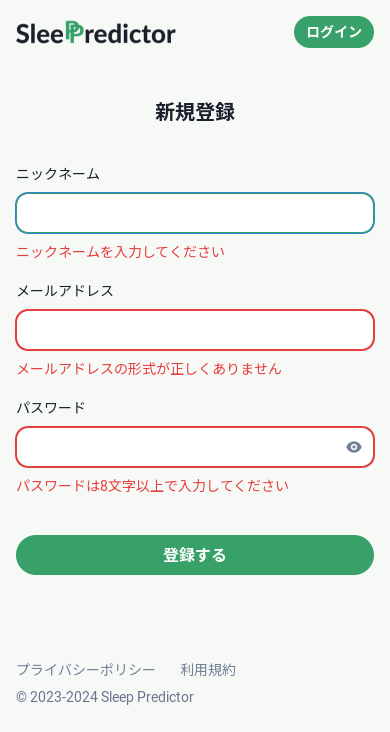 SleePredictor
ログイン
新規登録
ニックネーム
ニックネームを入力してください
メールアドレス
メールアドレスの形式が正しくありません
パスワード
パスワードは8文字以上で入力してください
登録する
プライバシーポリシー 利用規約
© 2023-2024 Sleep Predictor